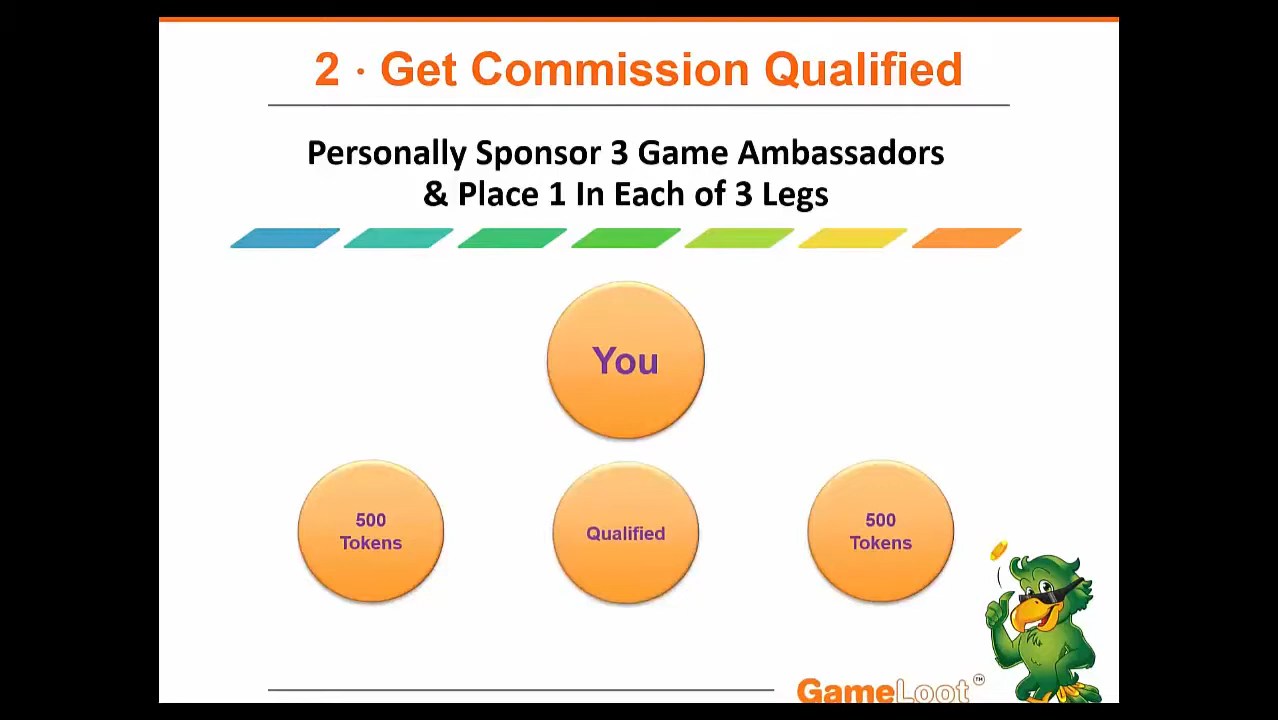 2 · Get Commission Qualified
Personally Sponsor 3 Game Ambassadors
& Place 1 In Each of 3 Legs
You
500
Tokens
Qualified
500
Tokens
GameLoot™